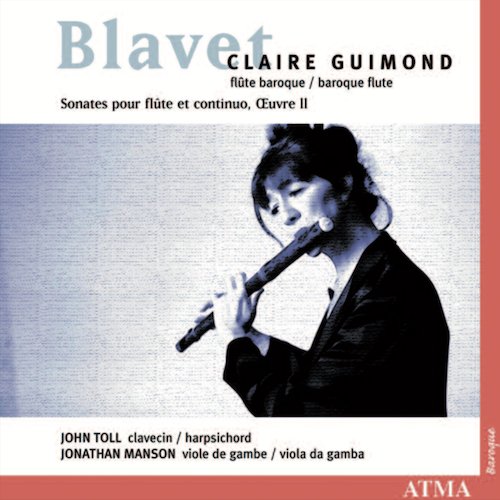 Blavet
CLAIRE GUIMOND
flûte baroque / baroque flute
Sonates pour flûte et continuo, Œuvre II
JOHN TOLL clavecin / harpsichord
JONATHAN MANSON viole de gambe / viola da gamba
Baroque
ATMA